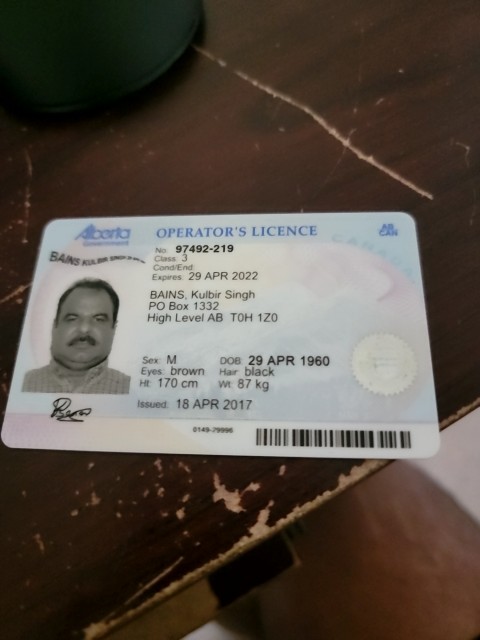 Alberta
Government
OPERATOR'S LICENCE
AB
CAN
No: 97492-219
Class: 3
Cond/End:
Expires: 29 APR 2022
BAINS KULBIR SINGH
BAINS, Kulbir Singh
PO Box 1332
High Level AB T0H 1Z0
Sex: M DOB: 29 APR 1960
Eyes: brown Hair: black
Ht: 170 cm Wt: 87 kg
Issued: 18 APR 2017
0149-79996